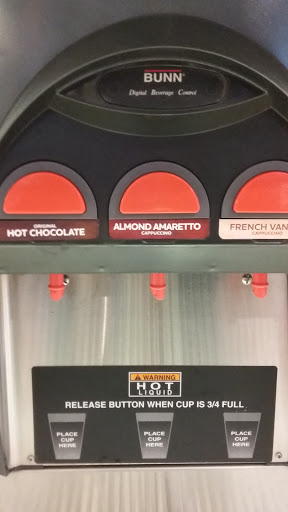 BUNN
Digital Beverage Control
ORIGINAL
HOT CHOCOLATE
ALMOND AMARETTO
CAPPUCCINO
FRENCH VAN
CAPPUCCINO
WARNING
HOT
LIQUID
RELEASE BUTTON WHEN CUP IS 3/4 FULL
PLACE
CUP
HERE
PLACE
CUP
HERE
PLACE
CUP
HERE